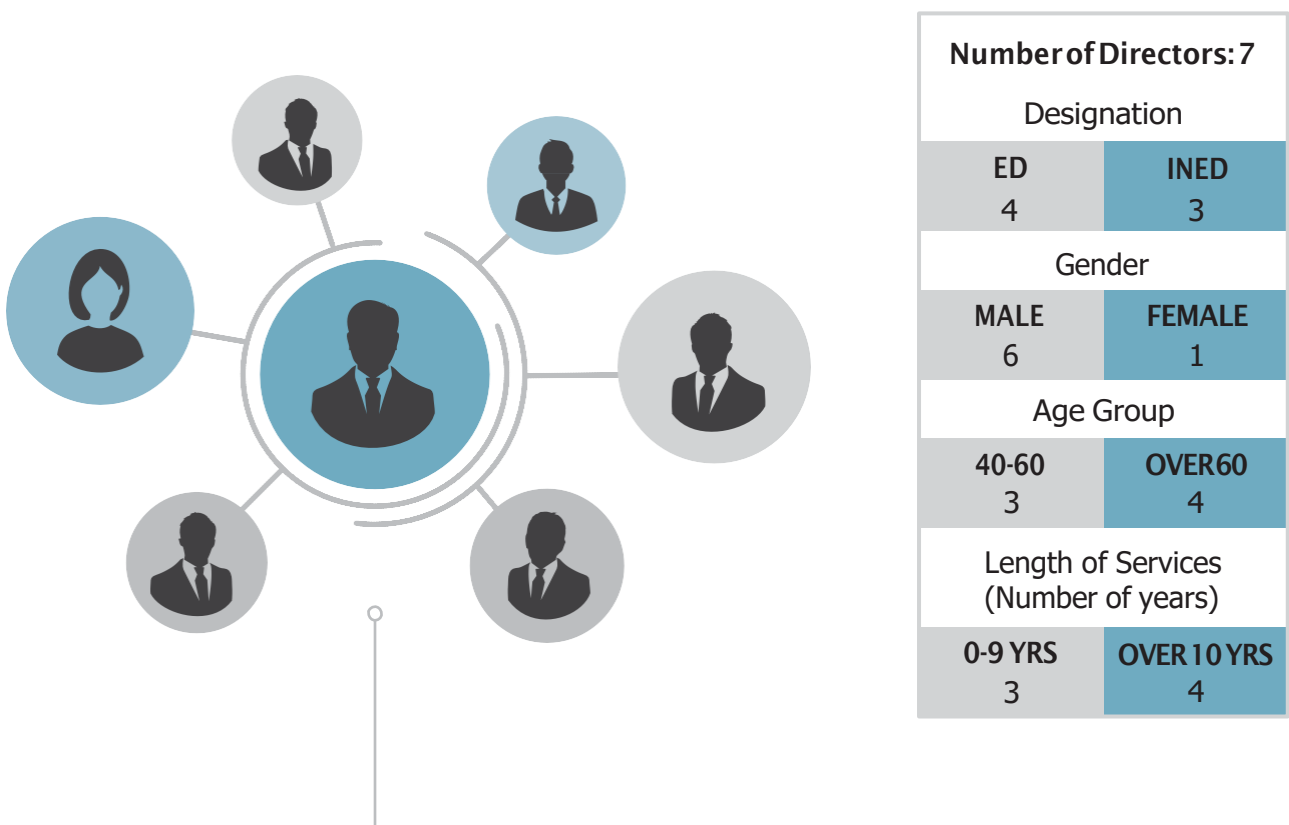 Number of Directors: 7
Designation
ED INED
4 3
Gender
MALE FEMALE
6 1
Age Group
40-60 OVER 60
3 4
Length of Services
(Number of years)
0-9 YRS OVER 10 YRS
3 4